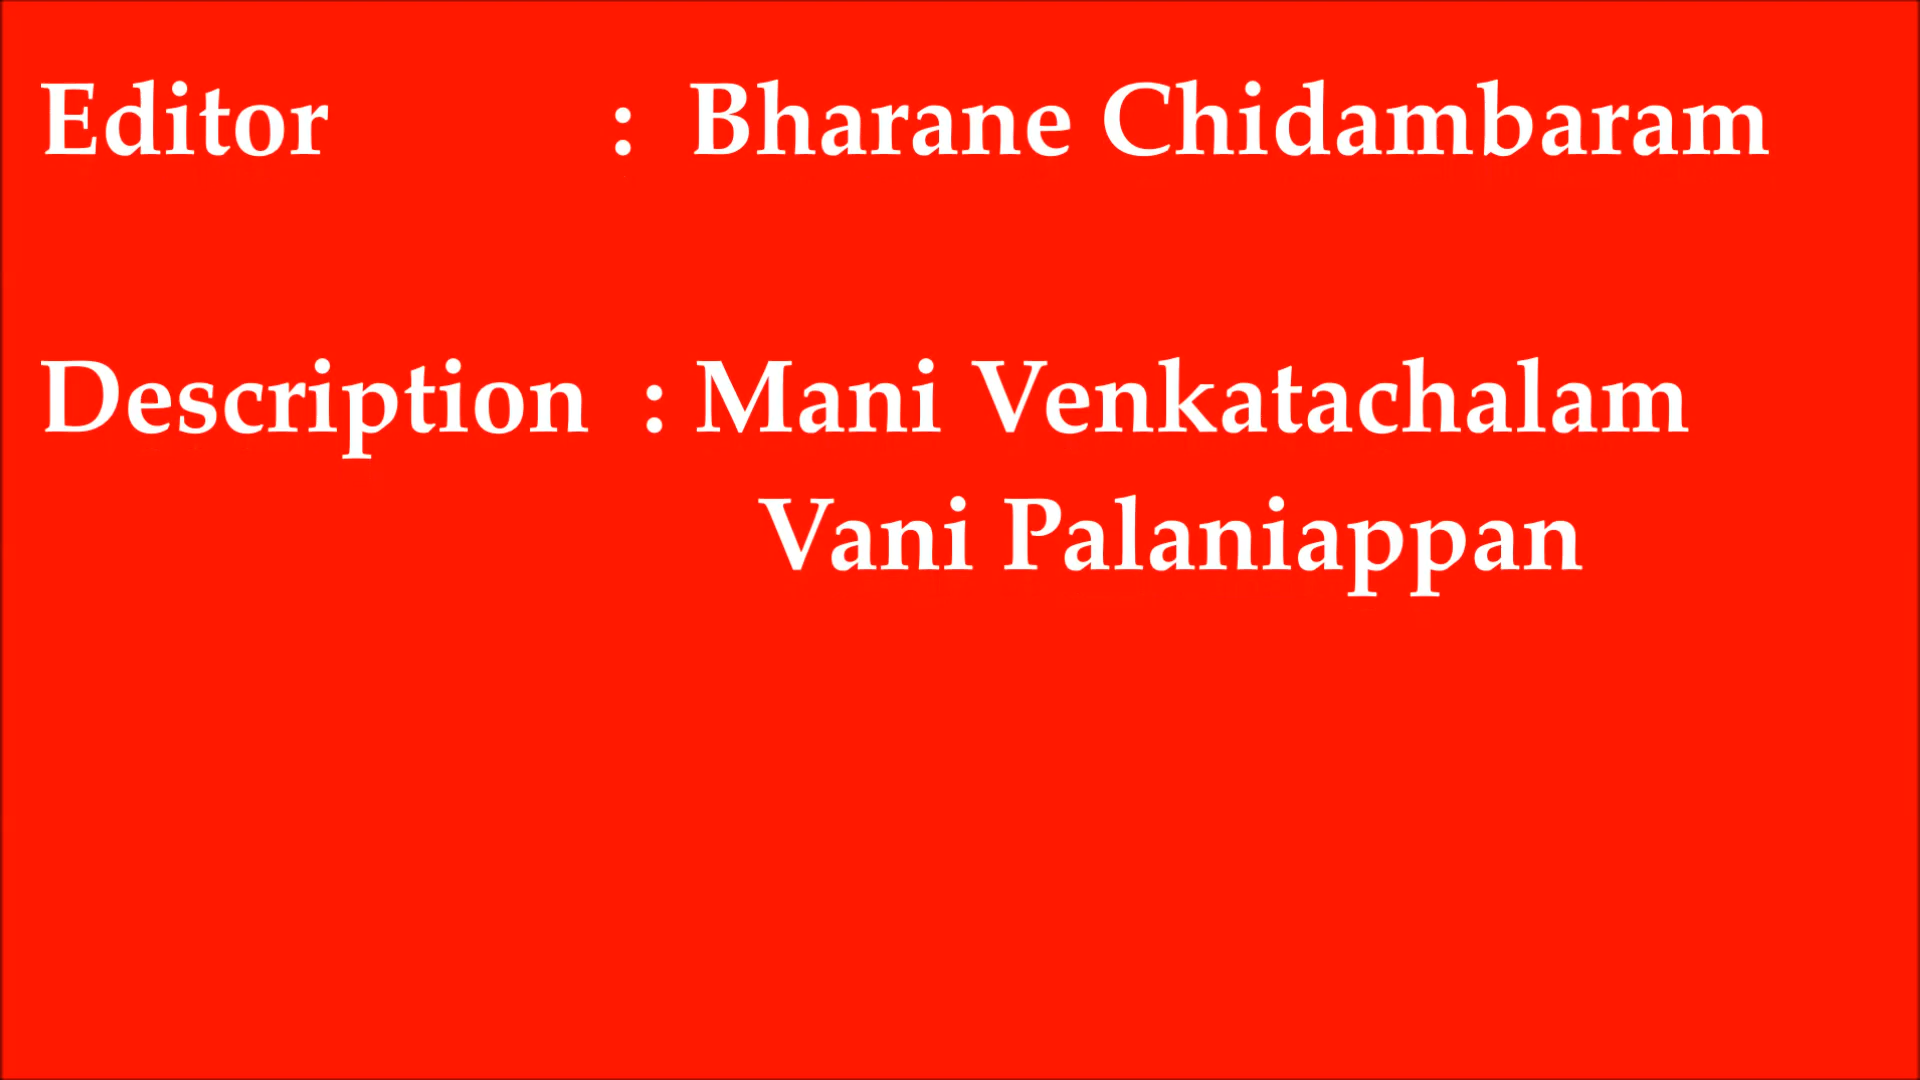 Editor : Bharane Chidambaram
Description : Mani Venkatachalam
Vani Palaniappan